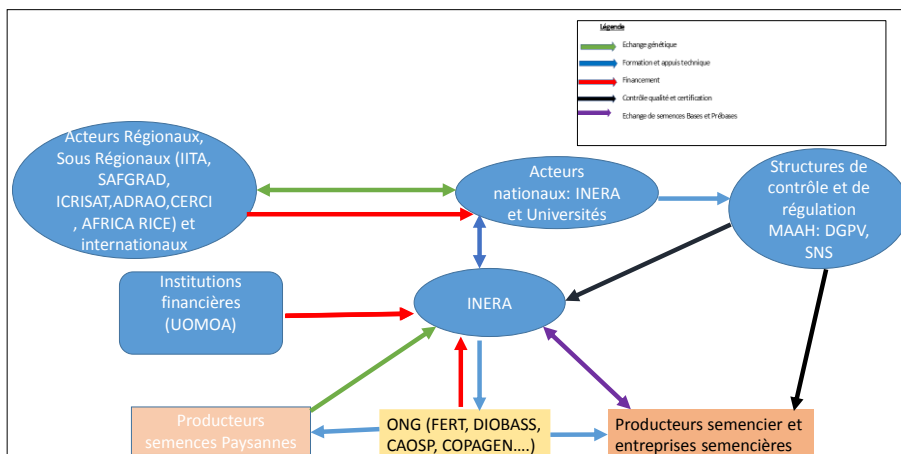 Légende
Echange génétique
Formation et appuis technique
Financement
Contrôle qualité et certification
Echange de semences Bases et Prébases
Acteurs Régionaux,
Sous Régionaux (IITA,
SAFGRAD,
ICRISAT,ADRAO,CERCI
, AFRICA RICE) et
internationaux
Acteurs
nationaux: INERA
et Universités
Structures de
contrôle et de
régulation
MAAH: DGPV,
SNS
Institutions
financières
(UOMOA)
INERA
Producteurs
semences Paysannes
ONG (FERT, DIOBASS,
CAOSP, COPAGEN....)
Producteurs semencier et
entreprises semencières